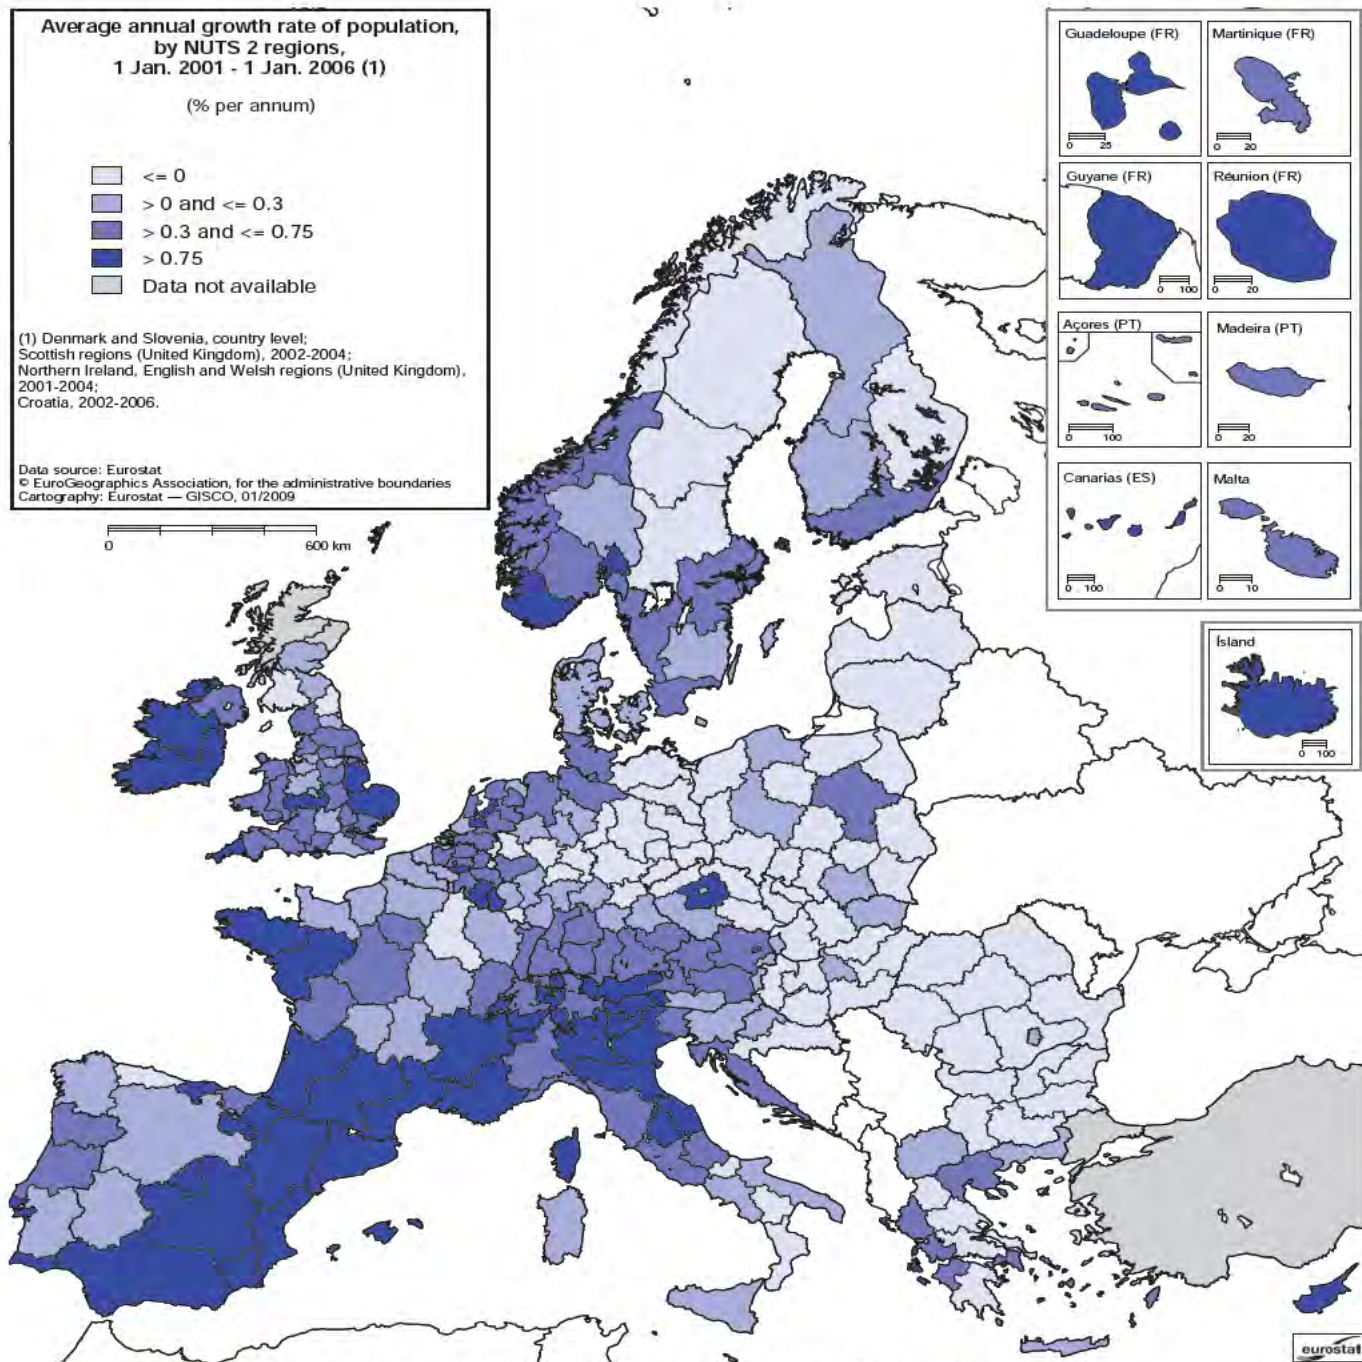 Average annual growth rate of population,
by NUTS 2 regions,
1 Jan. 2001 - 1 Jan. 2006 (1)
(% per annum)
<= 0
> 0 and <= 0.3
> 0.3 and <= 0.75
> 0.75
Data not available
(1) Denmark and Slovenia, country level;
Scottish regions (United Kingdom), 2002-2004;
Northern Ireland, English and Welsh regions (United Kingdom),
2001-2004;
Croatia, 2002-2006.
Data source: Eurostat
© EuroGeographics Association, for the administrative boundaries
Cartography: Eurostat — GISCO, 01/2009
0 600 km
Guadeloupe (FR)
0 25
Martinique (FR)
0 20
Guyane (FR)
0 100
Réunion (FR)
0 20
Açores (PT)
0 100
Madeira (PT)
0 20
Canarias (ES)
0 100
Malta
0 10
Ísland
0 100
eurostat